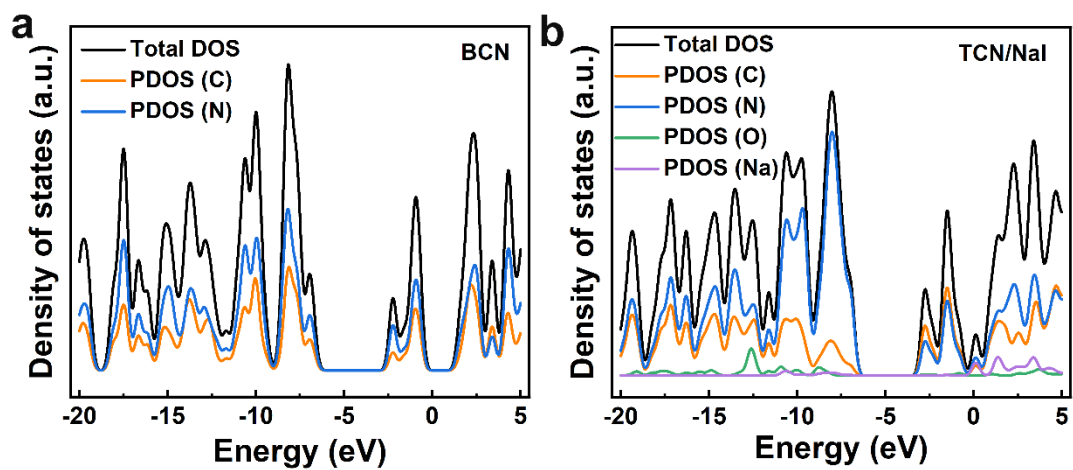 a
Total DOS
PDOS (C)
PDOS (N)
BCN
Density of states (a.u.)
-20 -15 -10 -5 0 5
Energy (eV)
b
Total DOS
PDOS (C)
PDOS (N)
PDOS (O)
PDOS (Na)
TCN/NaI
Density of states (a.u.)
-20 -15 -10 -5 0 5
Energy (eV)